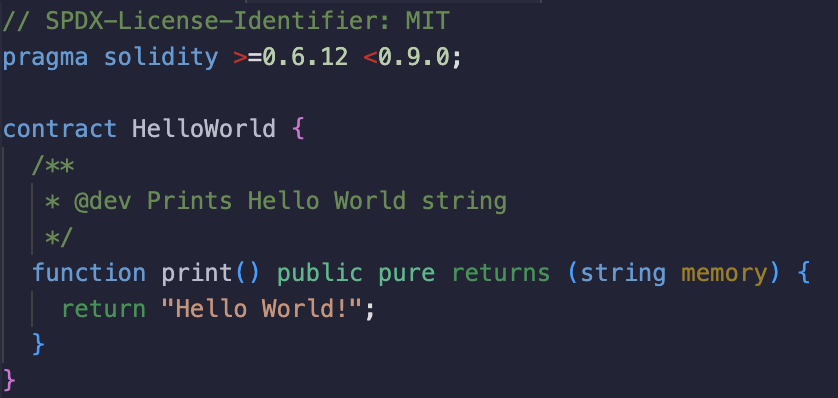 // SPDX-License-Identifier: MIT
pragma solidity >=0.6.12 <0.9.0;
contract HelloWorld {
/**
* @dev Prints Hello World string
*/
function print() public pure returns (string memory) {
return "Hello World!";
}
}